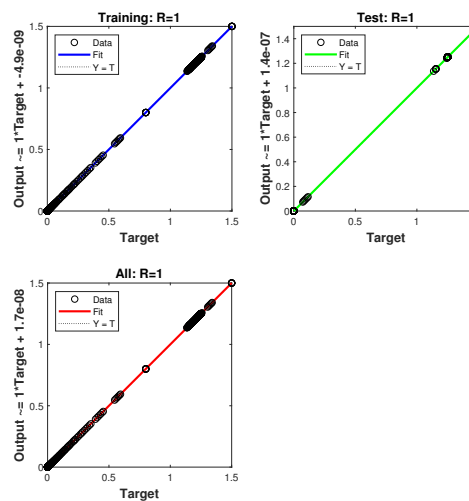 Training: R=1
Output ~= 1*Target + -4.9e-09
1.5
1
0.5
0
Data
Fit
Y = T
0
0.5
1
1.5
Target
Test: R=1
Output ~= 1*Target + 1.4e-07
1.4
1.2
1
0.8
0.6
0.4
0.2
0
Data
Fit
Y = T
0
0.5
1
Target
All: R=1
Output ~= 1*Target + 1.7e-08
1.5
1
0.5
0
Data
Fit
Y = T
0
0.5
1
1.5
Target